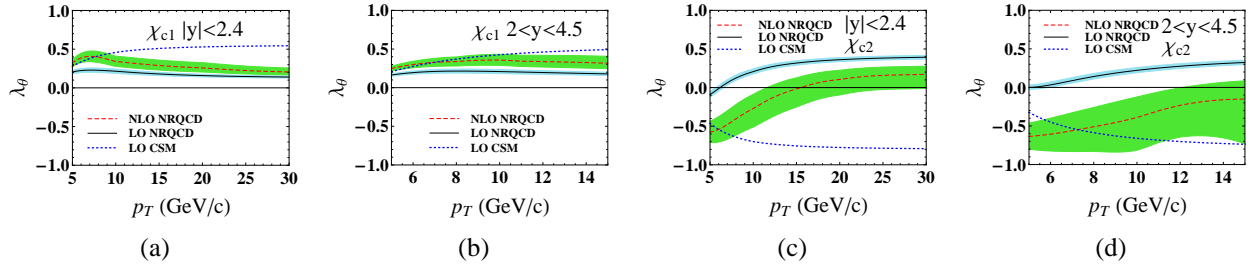 χc1 |y|<2.4
NLO NRQCD
LO NRQCD
LO CSM
λθ
1.0
0.5
0.0
−0.5
−1.0
5 10 15 20 25 30
pT (GeV/c)
(a)
χc1 2<y<4.5
NLO NRQCD
LO NRQCD
LO CSM
λθ
1.0
0.5
0.0
−0.5
−1.0
6 8 10 12 14
pT (GeV/c)
(b)
NLO NRQCD |y|<2.4
LO NRQCD
LO CSM χc2
λθ
1.0
0.5
0.0
−0.5
−1.0
5 10 15 20 25 30
pT (GeV/c)
(c)
NLO NRQCD 2<y<4.5
LO NRQCD
LO CSM χc2
λθ
1.0
0.5
0.0
−0.5
−1.0
6 8 10 12 14
pT (GeV/c)
(d)